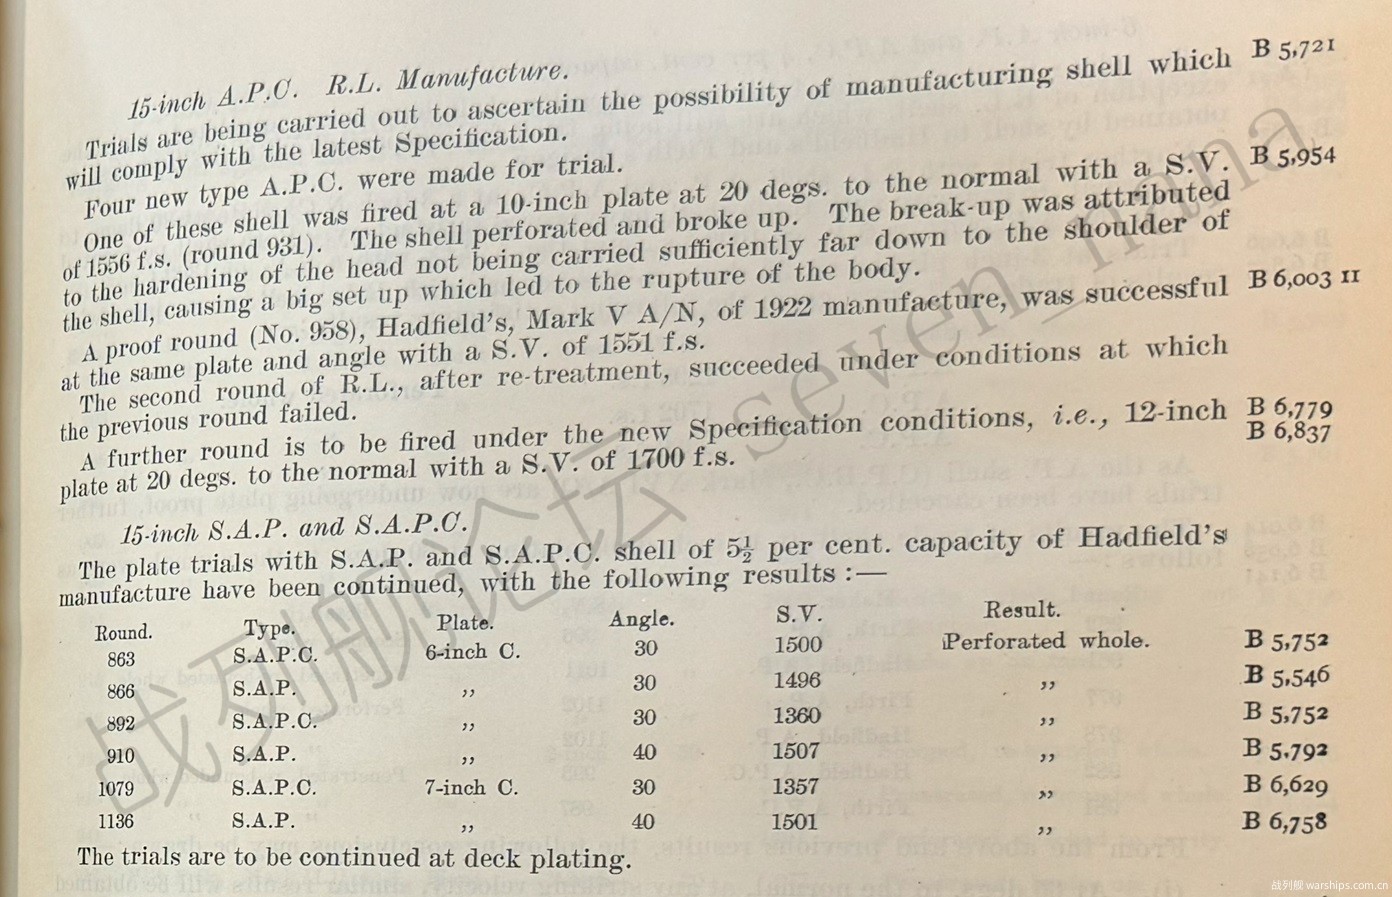 15-inch A.P.C. R.L. Manufacture.
Trials are being carried out to ascertain the possibility of manufacturing shell which B 5,721
will comply with the latest Specification.
Four new type A.P.C. were made for trial.
One of these shell was fired at a 10-inch plate at 20 degs. to the normal with a S.V. B 5,954
of 1556 f.s. (round 931). The shell perforated and broke up. The break-up was attributed
to the hardening of the head not being carried sufficiently far down to the shoulder of
the shell, causing a big set up which led to the rupture of the body.
A proof round (No. 958), Hadfield's, Mark V A/N, of 1922 manufacture, was successful B 6,003 11
at the same plate and angle with a S.V. of 1551 f.s.
The second round of R.L., after re-treatment, succeeded under conditions at which
the previous round failed.
A further round is to be fired under the new Specification conditions, i.e., 12-inch B 6,779
plate at 20 degs. to the normal with a S.V. of 1700 f.s. B 6,837
15-inch S.A.P. and S.A.P.C.
The plate trials with S.A.P. and S.A.P.C. shell of 5½ per cent. capacity of Hadfield's
manufacture have been continued, with the following results :—
Round. Type. Plate. Angle. S.V. Result.
863 S.A.P.C. 6-inch C. 30 1500 Perforated whole. B 5,752
866 S.A.P. ,, 30 1496 ,, B 5,546
892 S.A.P.C. ,, 30 1360 ,, B 5,752
910 S.A.P. ,, 40 1507 ,, B 5,792
1079 S.A.P.C. 7-inch C. 30 1357 ,, B 6,629
1136 S.A.P. ,, 40 1501 ,, B 6,758
The trials are to be continued at deck plating.
战列舰论坛 seven_nana
战列舰 warships.com.cn